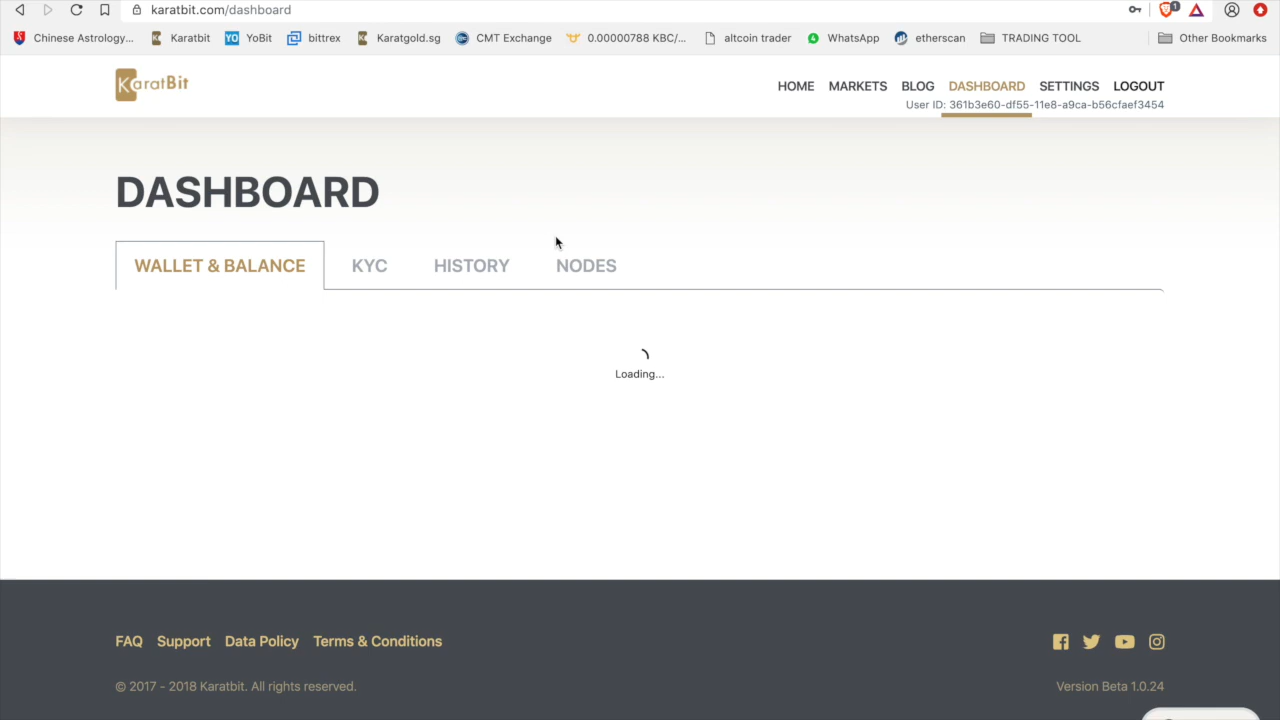 karatbit.com/dashboard
1
Chinese Astrology... Karatbit YoBit bittrex Karatgold.sg CMT Exchange 0.00000788 KBC/... altcoin trader WhatsApp etherscan TRADING TOOL Other Bookmarks
KaratBit
HOME MARKETS BLOG DASHBOARD SETTINGS LOGOUT
User ID: 361b3e60-df55-11e8-a9ca-b56cfaef3454
DASHBOARD
WALLET & BALANCE KYC HISTORY NODES
Loading...
FAQ Support Data Policy Terms & Conditions
© 2017 - 2018 Karatbit. All rights reserved.
Version Beta 1.0.24